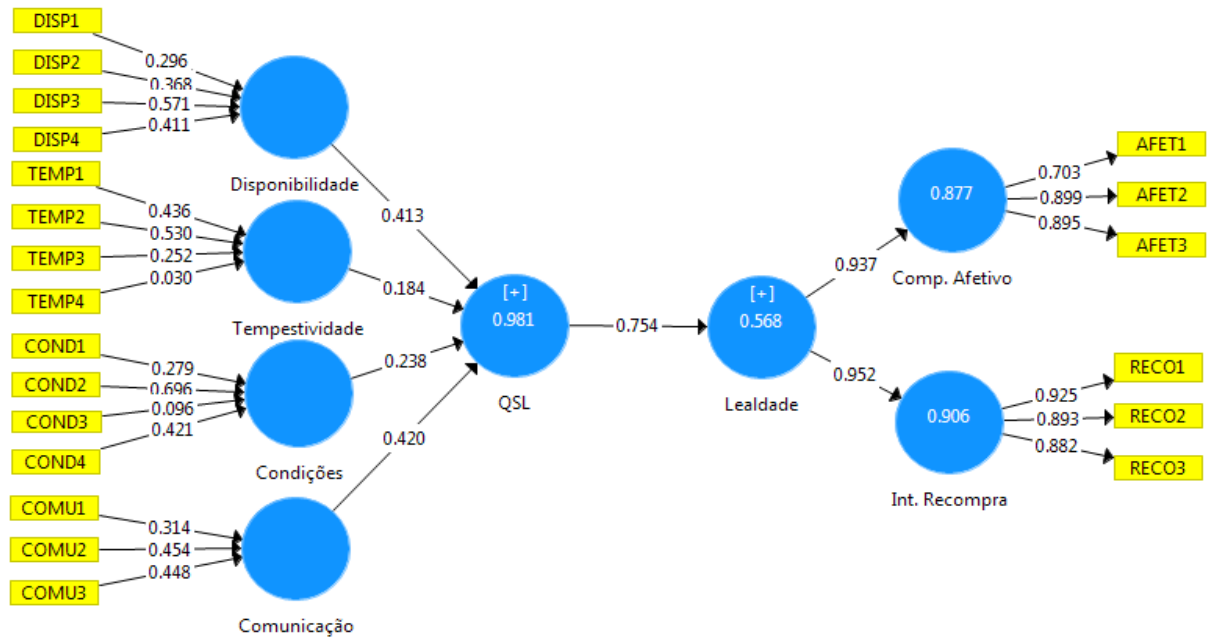 DISP1
DISP2
DISP3
DISP4
0.296
0.368
0.571
0.411
Disponibilidade
TEMP1
TEMP2
TEMP3
TEMP4
0.436
0.530
0.252
0.030
Tempestividade
COND1
COND2
COND3
COND4
0.279
0.696
0.096
0.421
Condições
COMU1
COMU2
COMU3
0.314
0.454
0.448
Comunicação
0.413
0.184
0.238
0.420
[+]
0.981
QSL
0.754
[+]
0.568
Lealdade
0.937
0.952
0.877
Comp. Afetivo
0.703
0.899
0.895
AFET1
AFET2
AFET3
0.906
Int. Recompra
0.925
0.893
0.882
RECO1
RECO2
RECO3